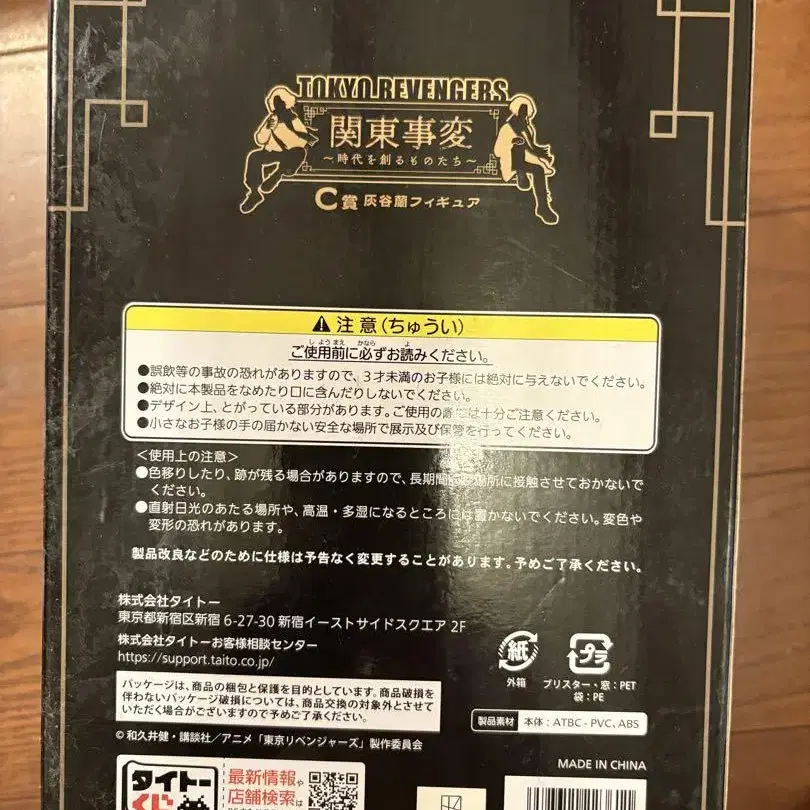 TOKYO REVENGERS
関東事変
～時代を創るものたち～
C賞 灰谷蘭フィギュア
注意(ちゅうい)
ご使用前に必ずお読みください。
●誤飲等の事故の恐れがありますので、3才未満のお子様には絶対に与えないでください。
●絶対に本製品をなめたり口に含んだりしないでください。
●デザイン上、とがっている部分があります。ご使用の際には十分ご注意ください。
●小さなお子様の手の届かない安全な場所で展示及び保管を行ってください。
＜使用上の注意＞
●色移りしたり、跡が残る場合がありますので、長期間同じ場所に接触させておかないで
ください。
●直射日光のあたる場所や、高温・多湿になるところには置かないでください。変色や
変形の恐れがあります。
製品改良などのために仕様は予告なく変更することがあります。予めご了承ください。
株式会社タイトー
東京都新宿区新宿 6-27-30 新宿イーストサイドスクエア 2F
株式会社タイトーお客様相談センター
https://support.taito.co.jp/
紙
外箱
プラ
ブリスター・窓：PET
袋：PE
パッケージは、商品の梱包と保護を目的としています。商品破損を
伴わないパッケージ破損については、商品交換の対象外とさせて
いただく場合がございますので予めご了承ください。
製品素材 本体：ATBC-PVC, ABS
© 和久井健・講談社／アニメ「東京リベンジャーズ」製作委員会
MADE IN CHINA
タイトー
くじ
最新情報や
店舗検索は